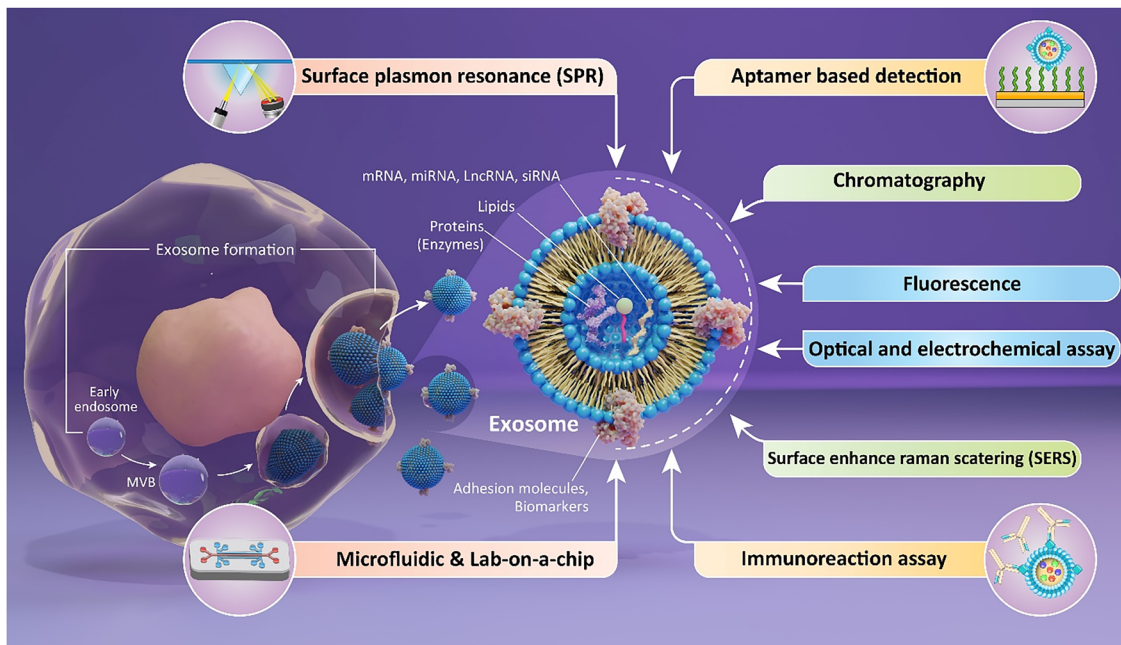 Surface plasmon resonance (SPR)
Aptamer based detection
mRNA, miRNA, LncRNA, siRNA
Chromatography
Lipids
Proteins
(Enzymes)
Exosome formation
Fluorescence
Optical and electrochemical assay
Early
endosome
Exosome
Surface enhance raman scatering (SERS)
MVB
Adhesion molecules,
Biomarkers
Microfluidic & Lab-on-a-chip
Immunoreaction assay